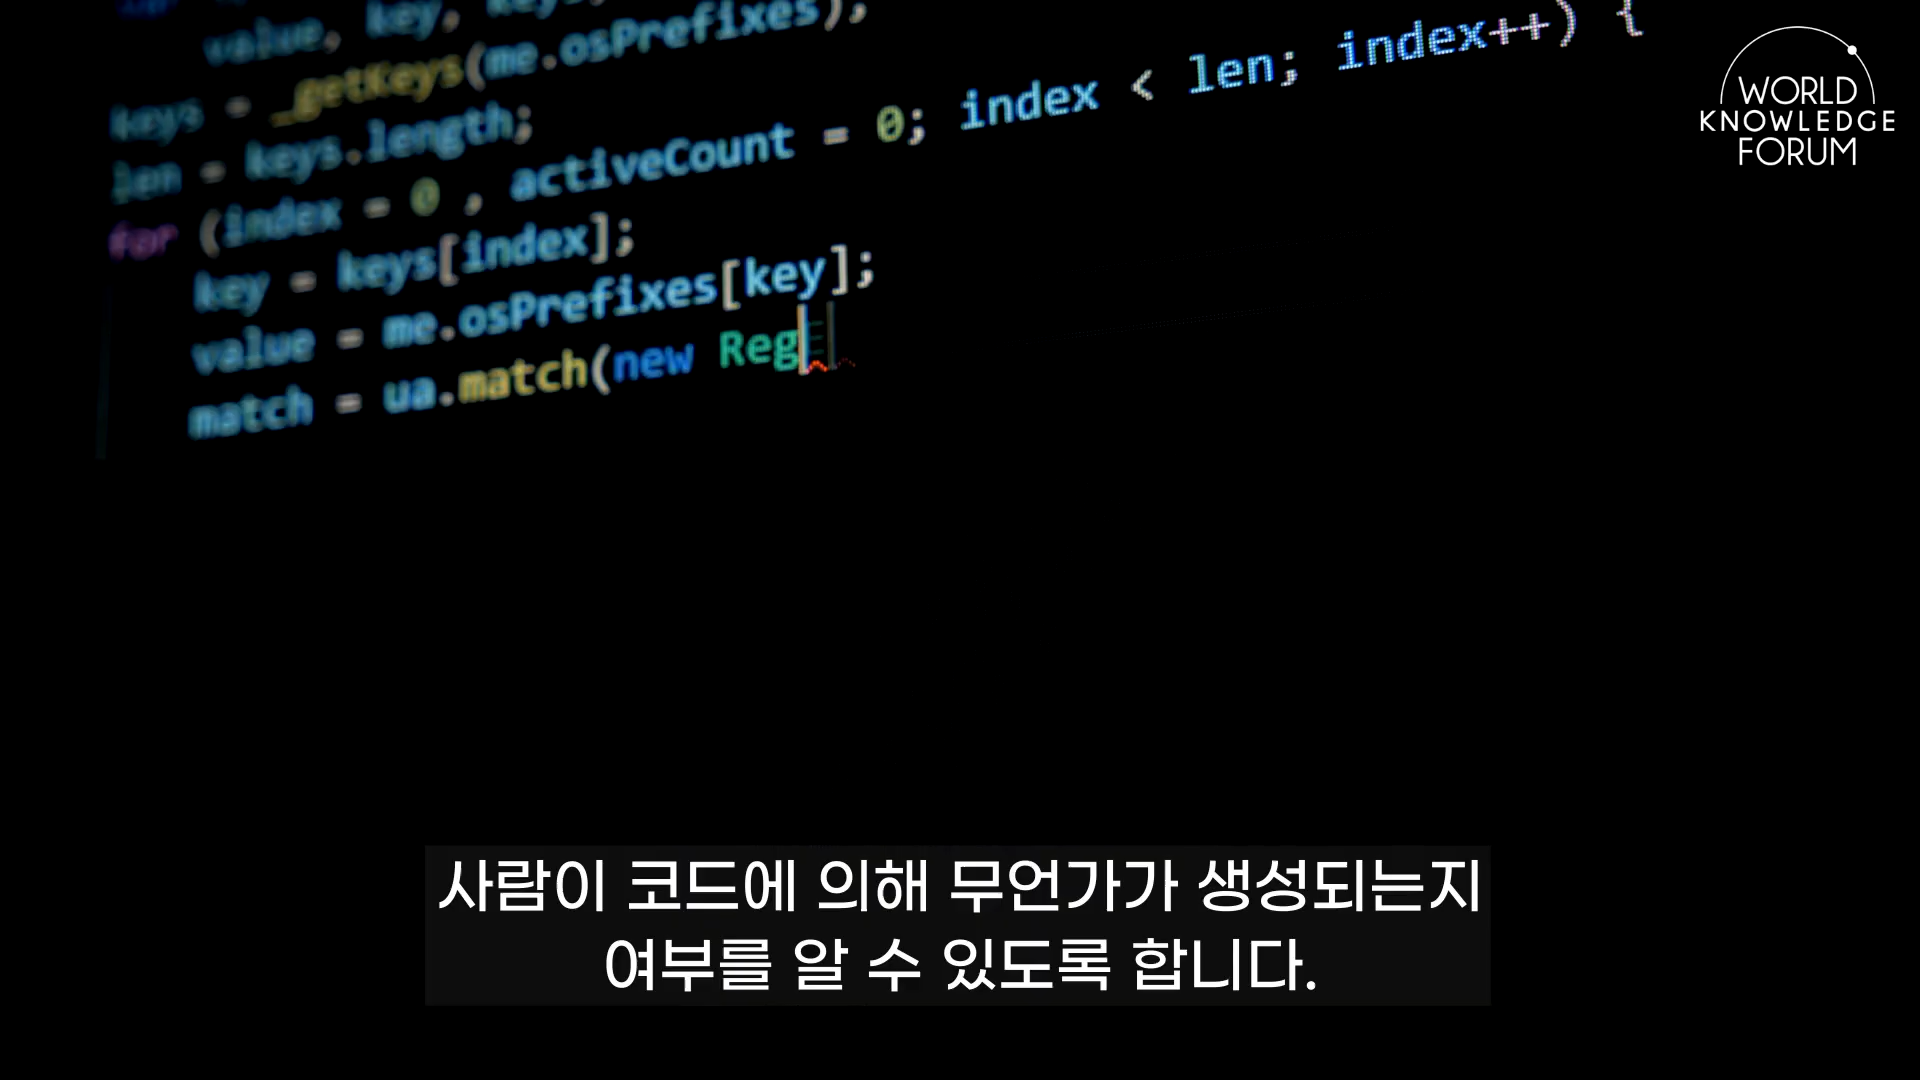 value, key, keys,
keys = _getKeys(me.osPrefixes),
len = keys.length;
for (index = 0 , activeCount = 0; index < len; index++) {
key = keys[index];
value = me.osPrefixes[key];
match = ua.match(new Reg
WORLD
KNOWLEDGE
FORUM
사람이 코드에 의해 무언가가 생성되는지
여부를 알 수 있도록 합니다.